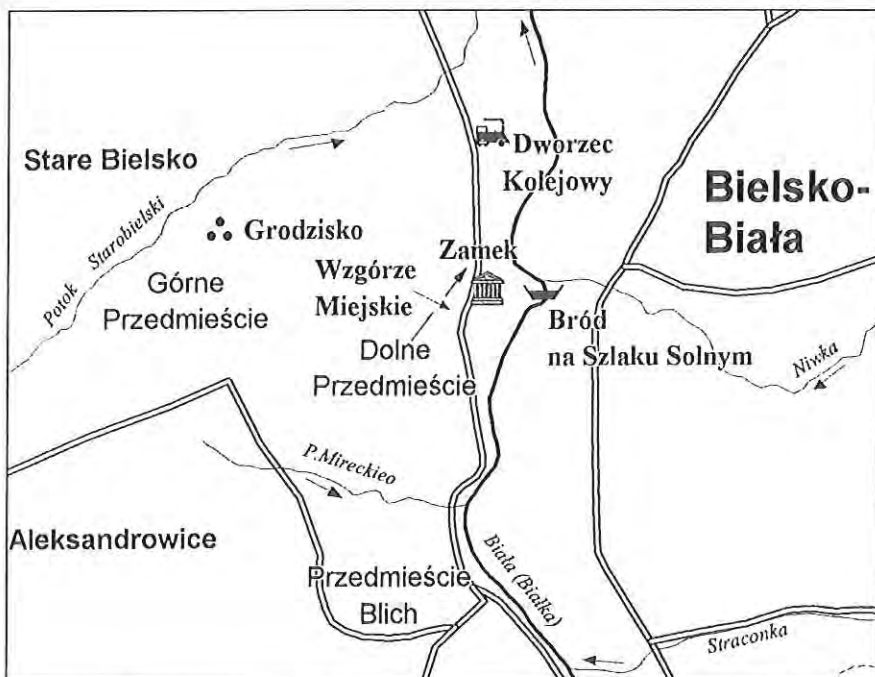 Stare Bielsko
Dworzec
Kolejowy
Bielsko-
Biała
Potok Starobielski
Grodzisko
Zamek
Wzgórze
Miejskie
Górne
Przedmieście
Bród
na Szlaku Solnym
Dolne
Przedmieście
Niwka
P.Mireckieo
Aleksandrowice
Biała (Białka)
Przedmieście
Blich
Straconka